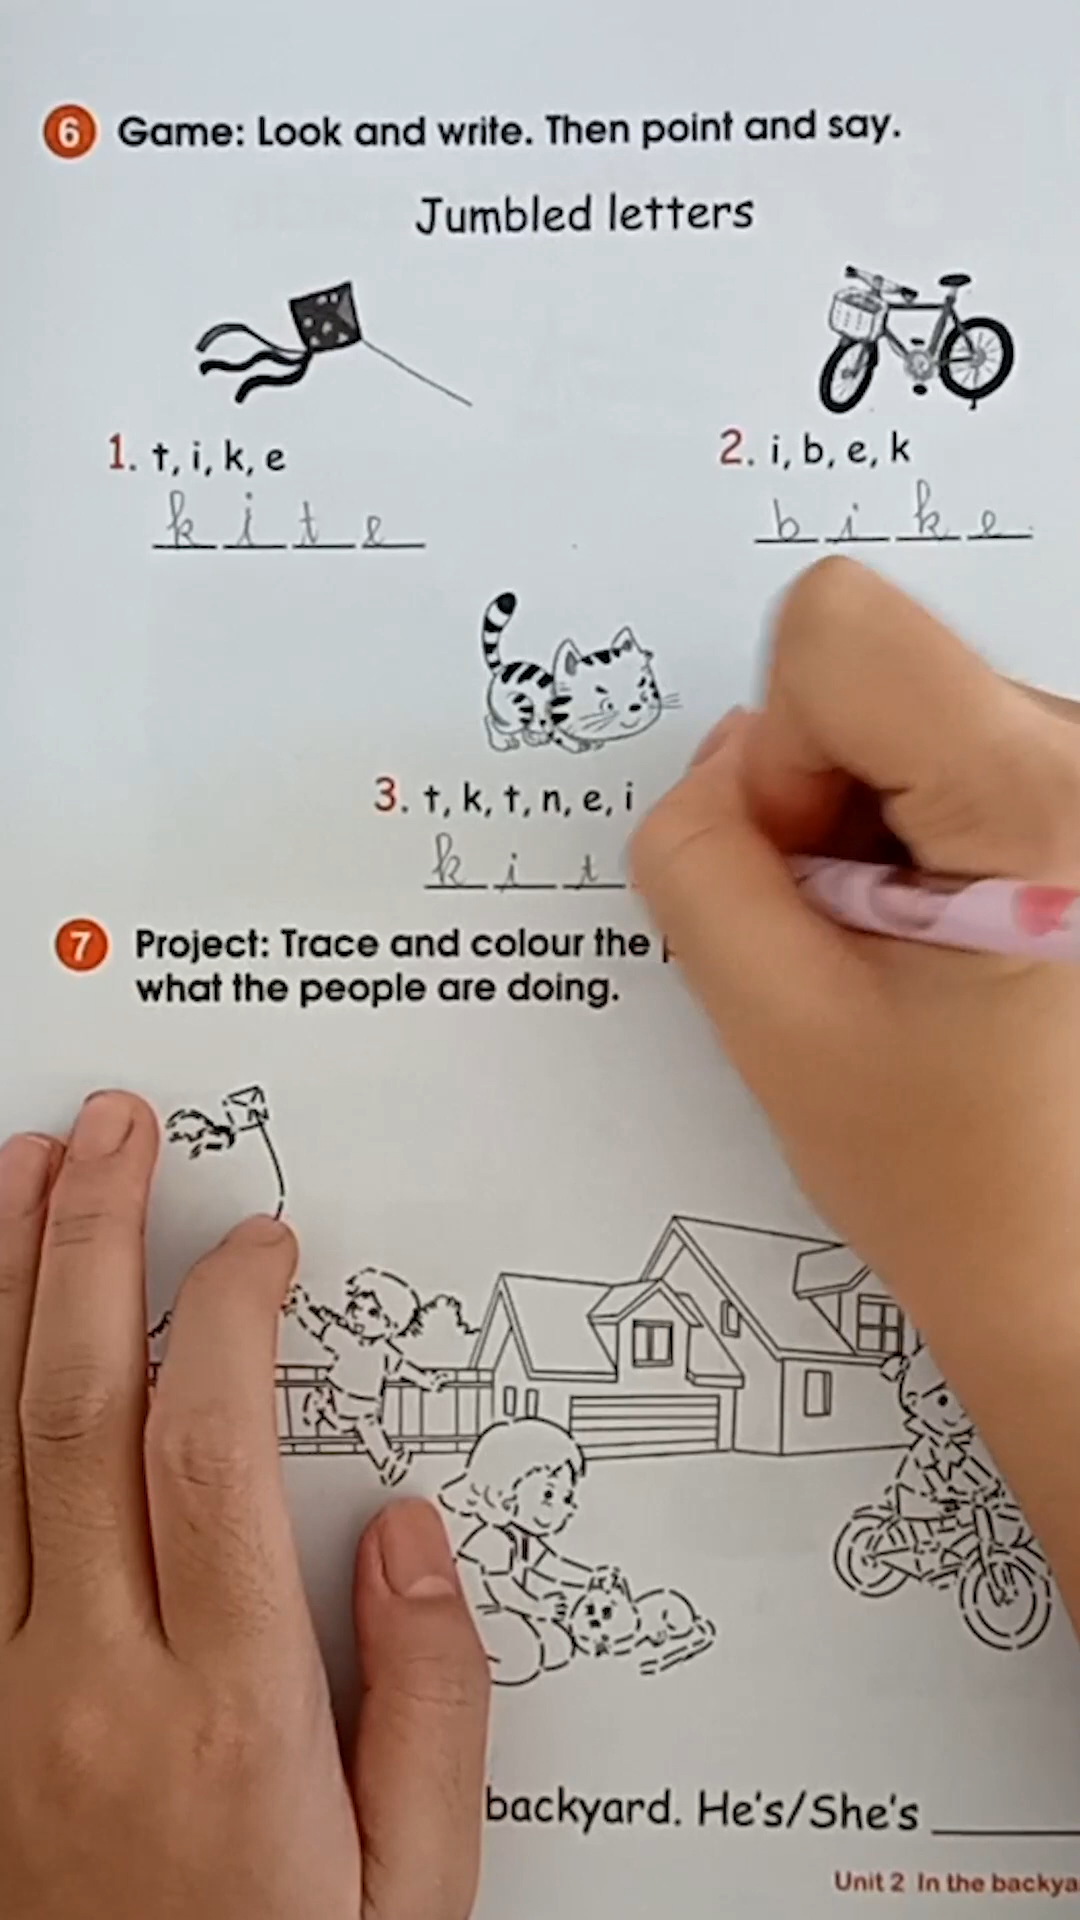 6 Game: Look and write. Then point and say.
Jumbled letters
1. t, i, k, e
2. i, b, e, k
k i t e
b i k e
3. t, k, t, n, e, i
k i t
7 Project: Trace and colour the
what the people are doing.
backyard. He's/She's
Unit 2 In the